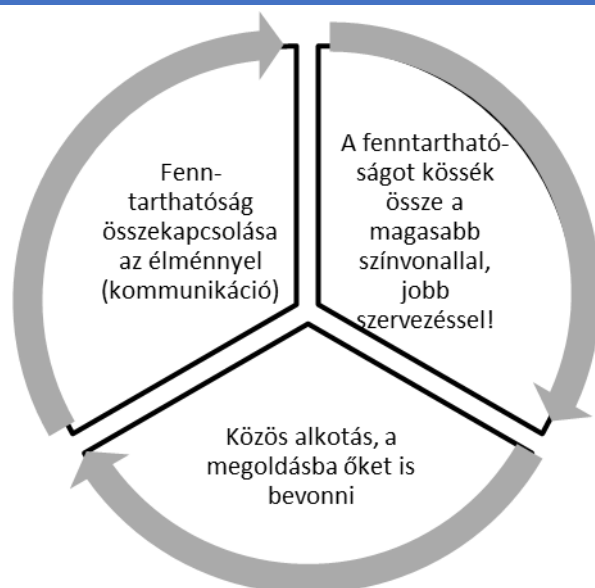 Fenn-
tarthatóság
összekapcsolása
az élménnyel
(kommunikáció)
A fenntartható-
ságot kössék
össze a
magasabb
színvonallal,
jobb
szervezéssel!
Közös alkotás, a
megoldásba őket is
bevonni